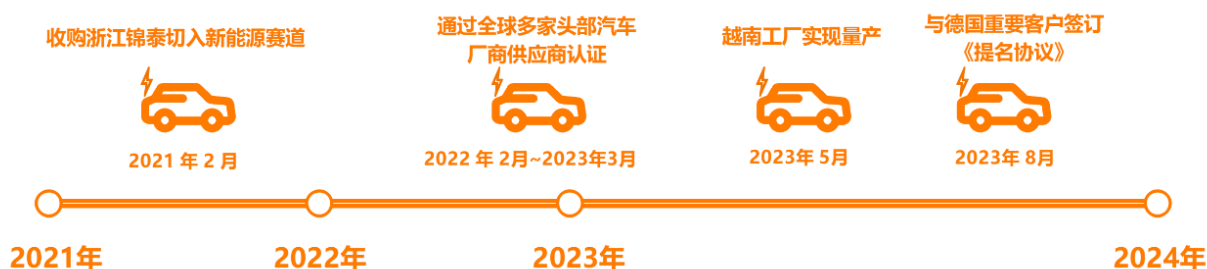 收购浙江锦泰切入新能源赛道
2021 年 2 月
通过全球多家头部汽车
厂商供应商认证
2022 年 2月~2023年3月
越南工厂实现量产
2023年 5月
与德国重要客户签订
《提名协议》
2023年 8月
2021年
2022年
2023年
2024年